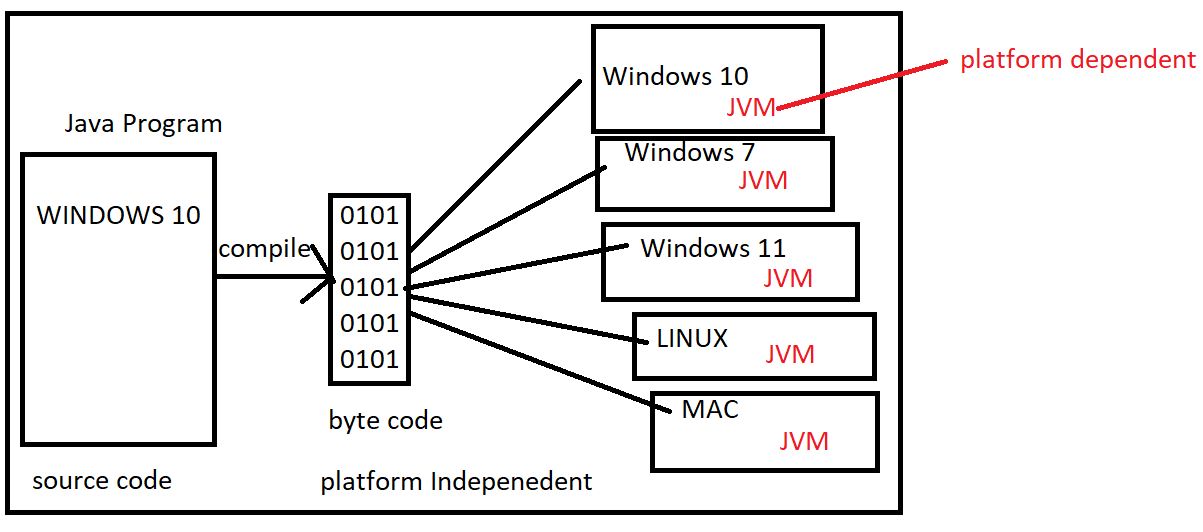 Java Program
WINDOWS 10
source code
compile
0101
0101
0101
0101
0101
byte code
platform Indepenedent
Windows 10
JVM
platform dependent
Windows 7
JVM
Windows 11
JVM
LINUX
JVM
MAC
JVM